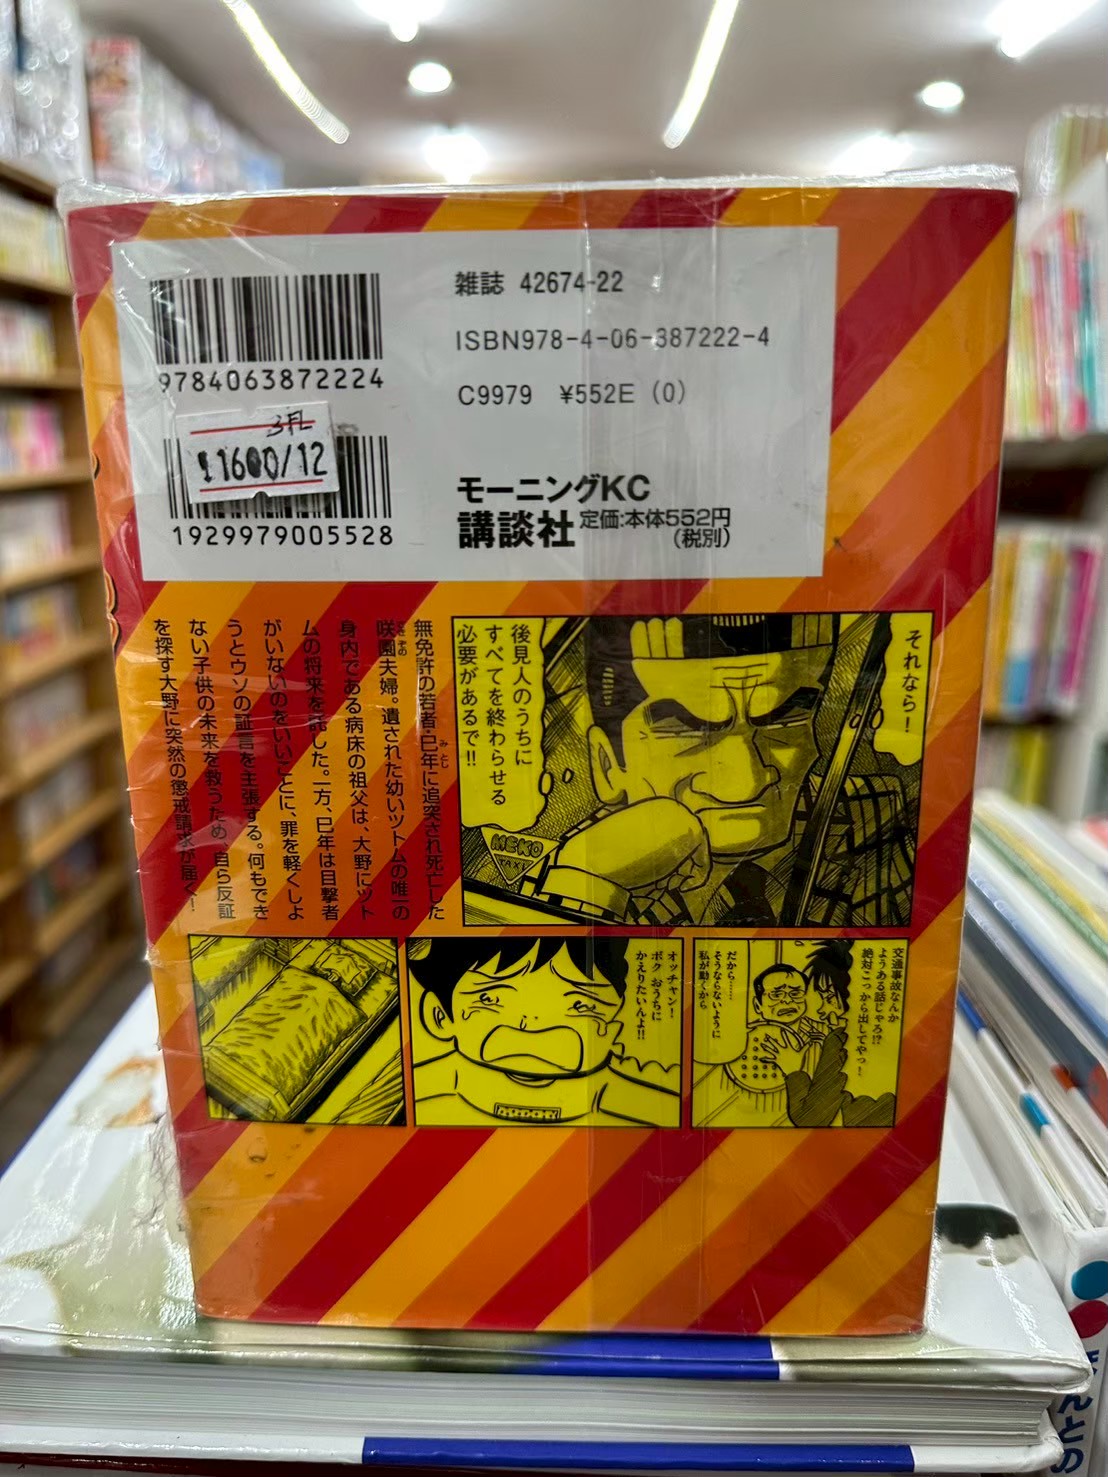 雑誌 42674-22
ISBN978-4-06-387222-4
C9979 ¥552E (0)
9784063872224
3FL
1600/12
1929979005528
モーニングKC
講談社 定価:本体552円
(税別)
無免許の若者・巳年に追突され死亡した
咲園夫婦。遺された幼いツトムの唯一の
身内である病床の祖父は、大野にツト
ムの将来を託した。一方、巳年は目撃者
がいないのをいいことに、罪を軽くしよ
うとウソの証言を主張する。何もでき
ない子供の未来を救うため、自ら反証
を探す大野に突然の懲戒請求が届く!
それなら!
後見人のうちに
すべてを終わらせる
必要があるで!!
NEKO
TAXI
交通事故なんか
ようある話じゃろ!?
絶対こっから出してやっ!
だから……
そうならないように
私が動くから
オッチャン!
ボク おうちに
かえりたいんよ!!